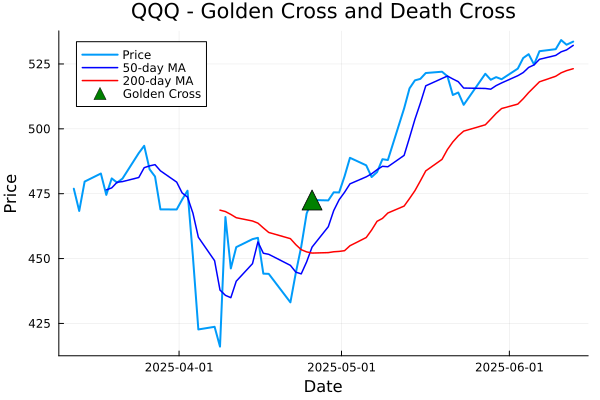 QQQ - Golden Cross and Death Cross
Price
50-day MA
200-day MA
Golden Cross
525
500
475
450
425
Price
2025-04-01
2025-05-01
2025-06-01
Date